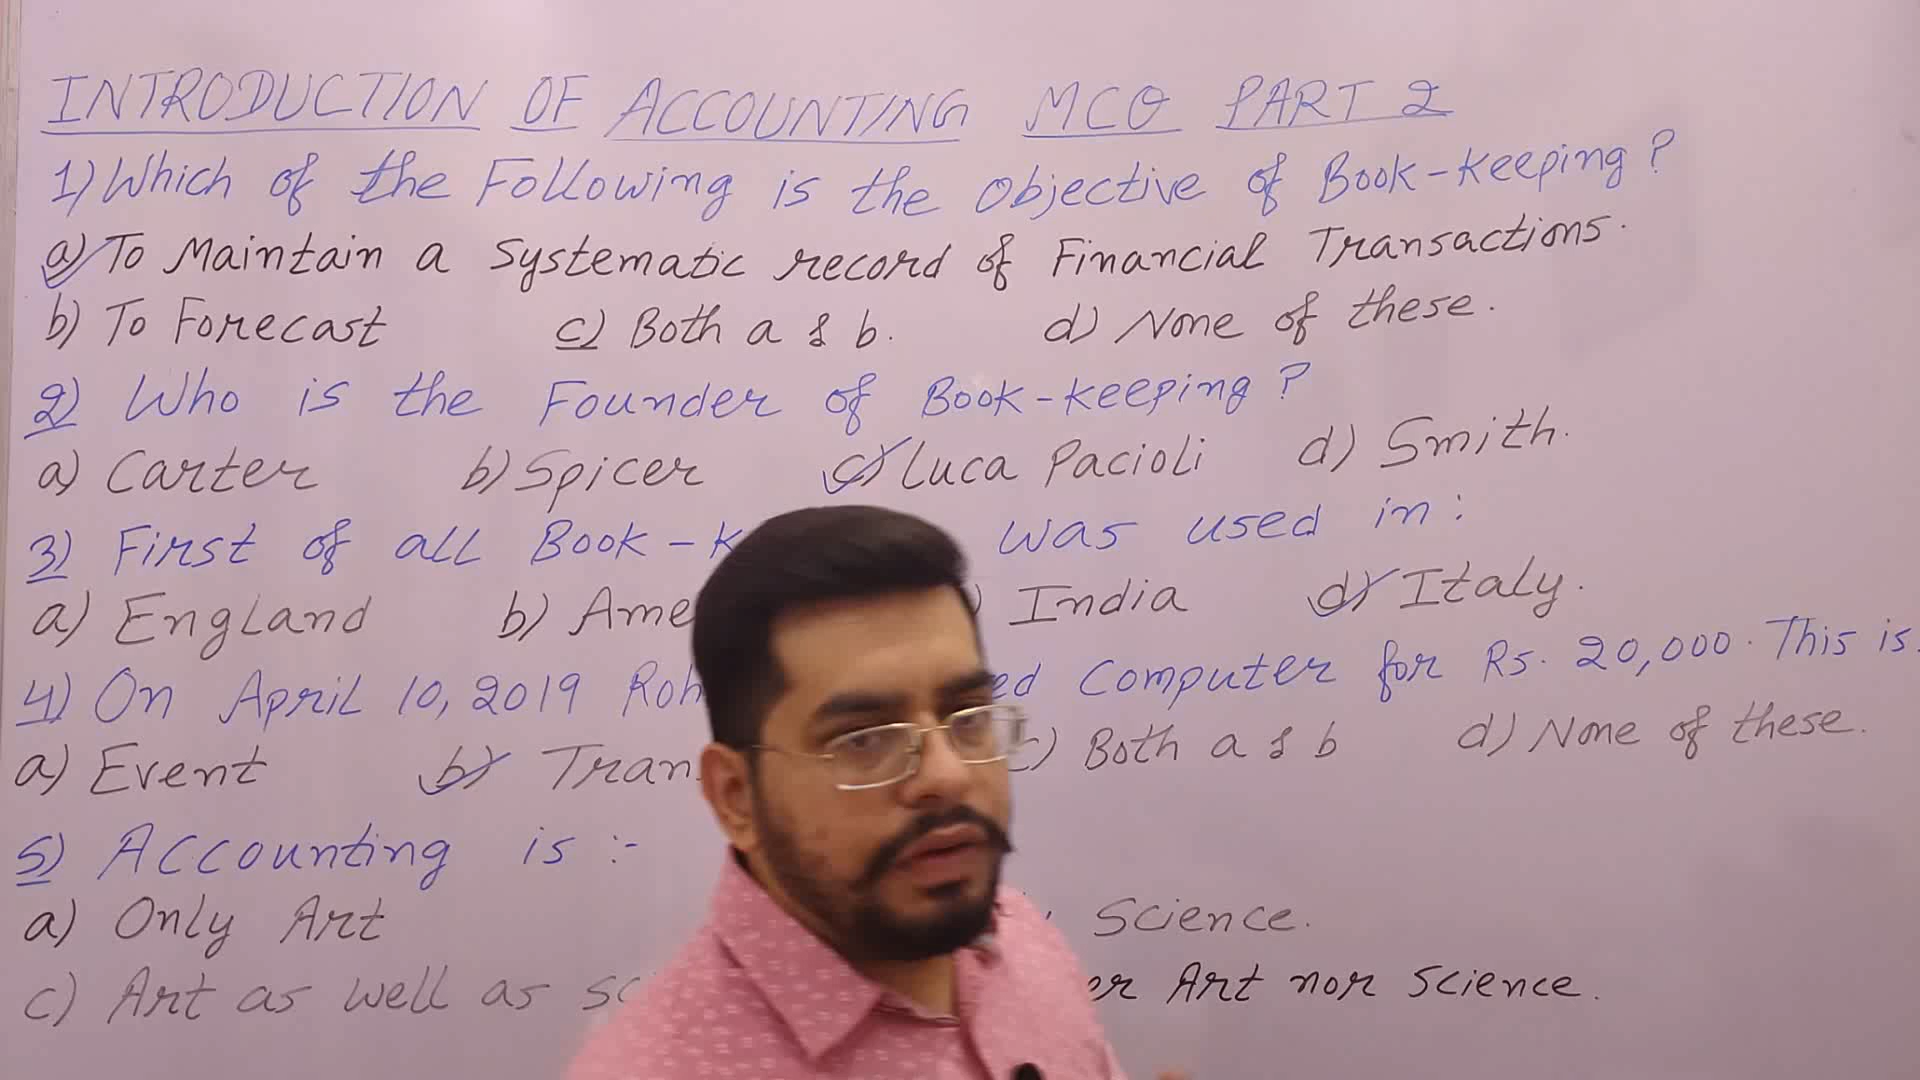 INTRODUCTION OF ACCOUNTING MCQ PART 2
1) Which of the Following is the Objective of Book-keeping?
a) To Maintain a Systematic record of Financial Transactions.
b) To Forecast c) Both a & b. d) None of these.
2) Who is the Founder of Book-keeping?
a) Carter b) Spicer c) Luca Pacioli d) Smith.
3) First of all Book-K was used in:
a) England b) Ame ) India d) Italy.
4) On April 10, 2019 Roh ed Computer for Rs. 20,000. This is
a) Event b) Tran c) Both a & b d) None of these.
5) Accounting is :-
a) Only Art Science.
c) Art as well as sc er Art nor Science.